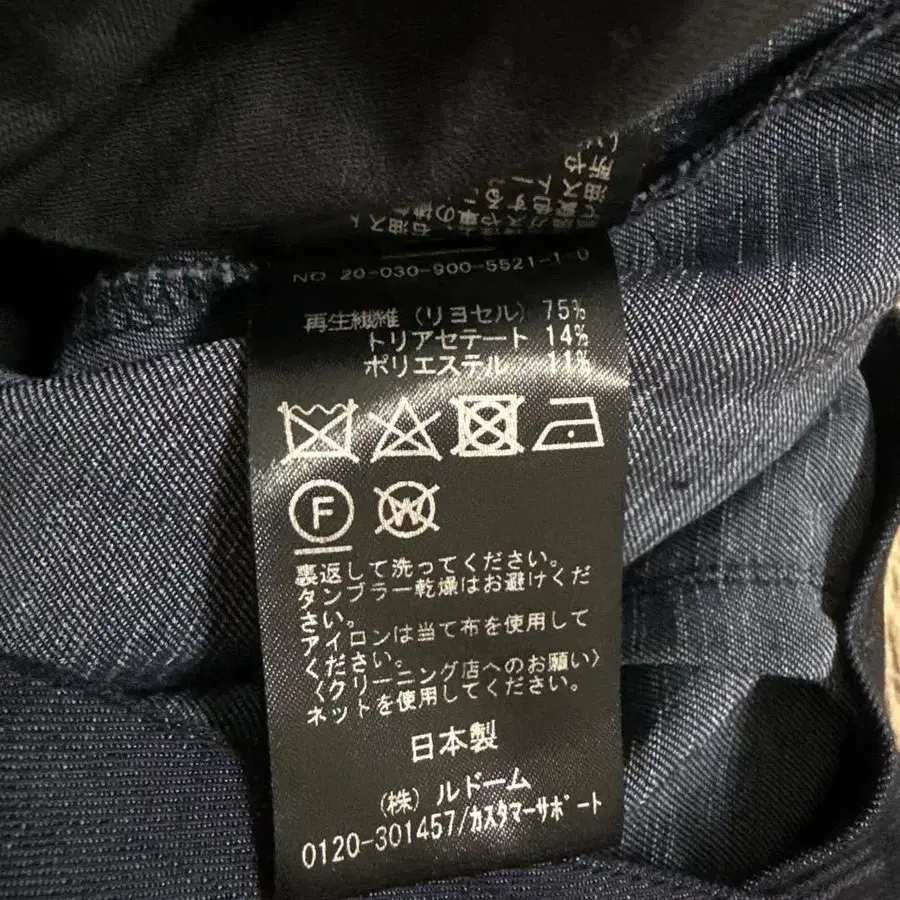 NO 20-030-900-5521-1-0
再生繊維（リヨセル）75%
トリアセテート 14%
ポリエステル 11%
F
W
裏返して洗ってください。
タンブラー乾燥はお避けくだ
さい。
アイロンは当て布を使用して
ください。
〈クリーニング店へのお願い〉
ネットを使用してください。
日本製
（株）ルドーム
0120-301457/ｶｽﾀﾏｰｻﾎﾟｰﾄ